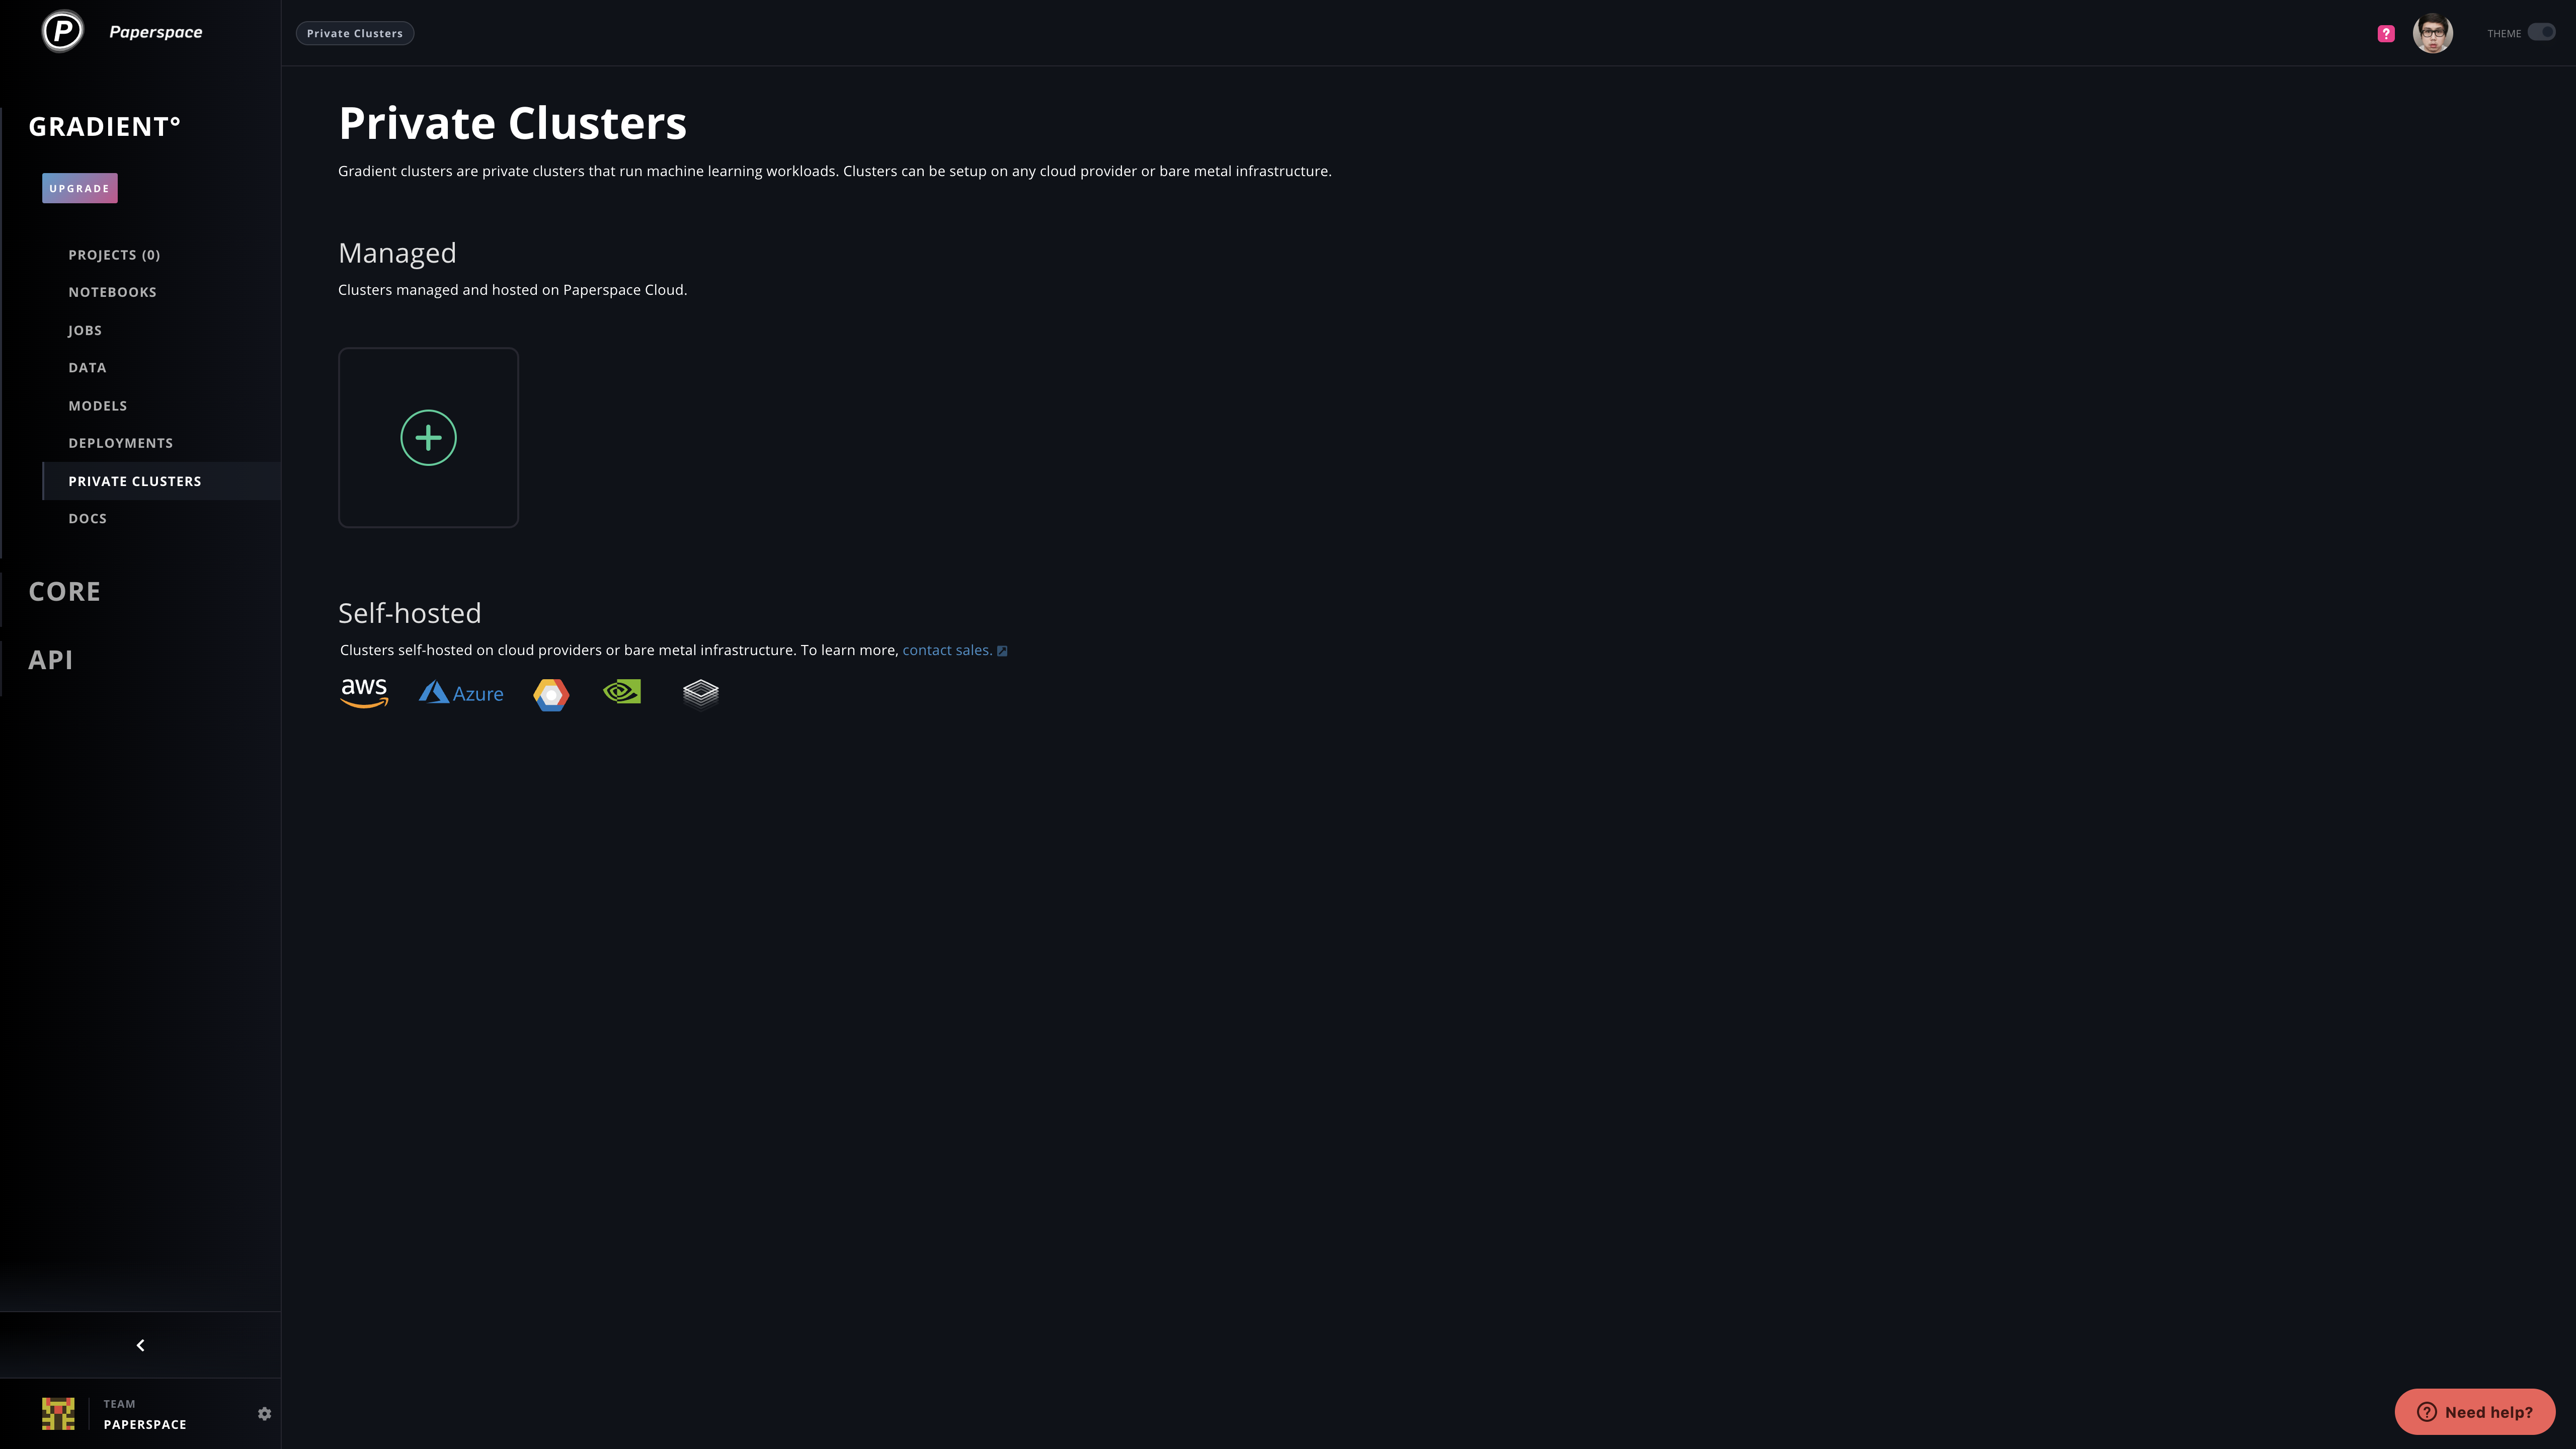 P Paperspace
Private Clusters
?
THEME
GRADIENT°
UPGRADE
PROJECTS (0)
NOTEBOOKS
JOBS
DATA
MODELS
DEPLOYMENTS
PRIVATE CLUSTERS
DOCS
CORE
API
TEAM
PAPERSPACE
Private Clusters
Gradient clusters are private clusters that run machine learning workloads. Clusters can be setup on any cloud provider or bare metal infrastructure.
Managed
Clusters managed and hosted on Paperspace Cloud.
Self-hosted
Clusters self-hosted on cloud providers or bare metal infrastructure. To learn more, contact sales.
aws Azure
? Need help?